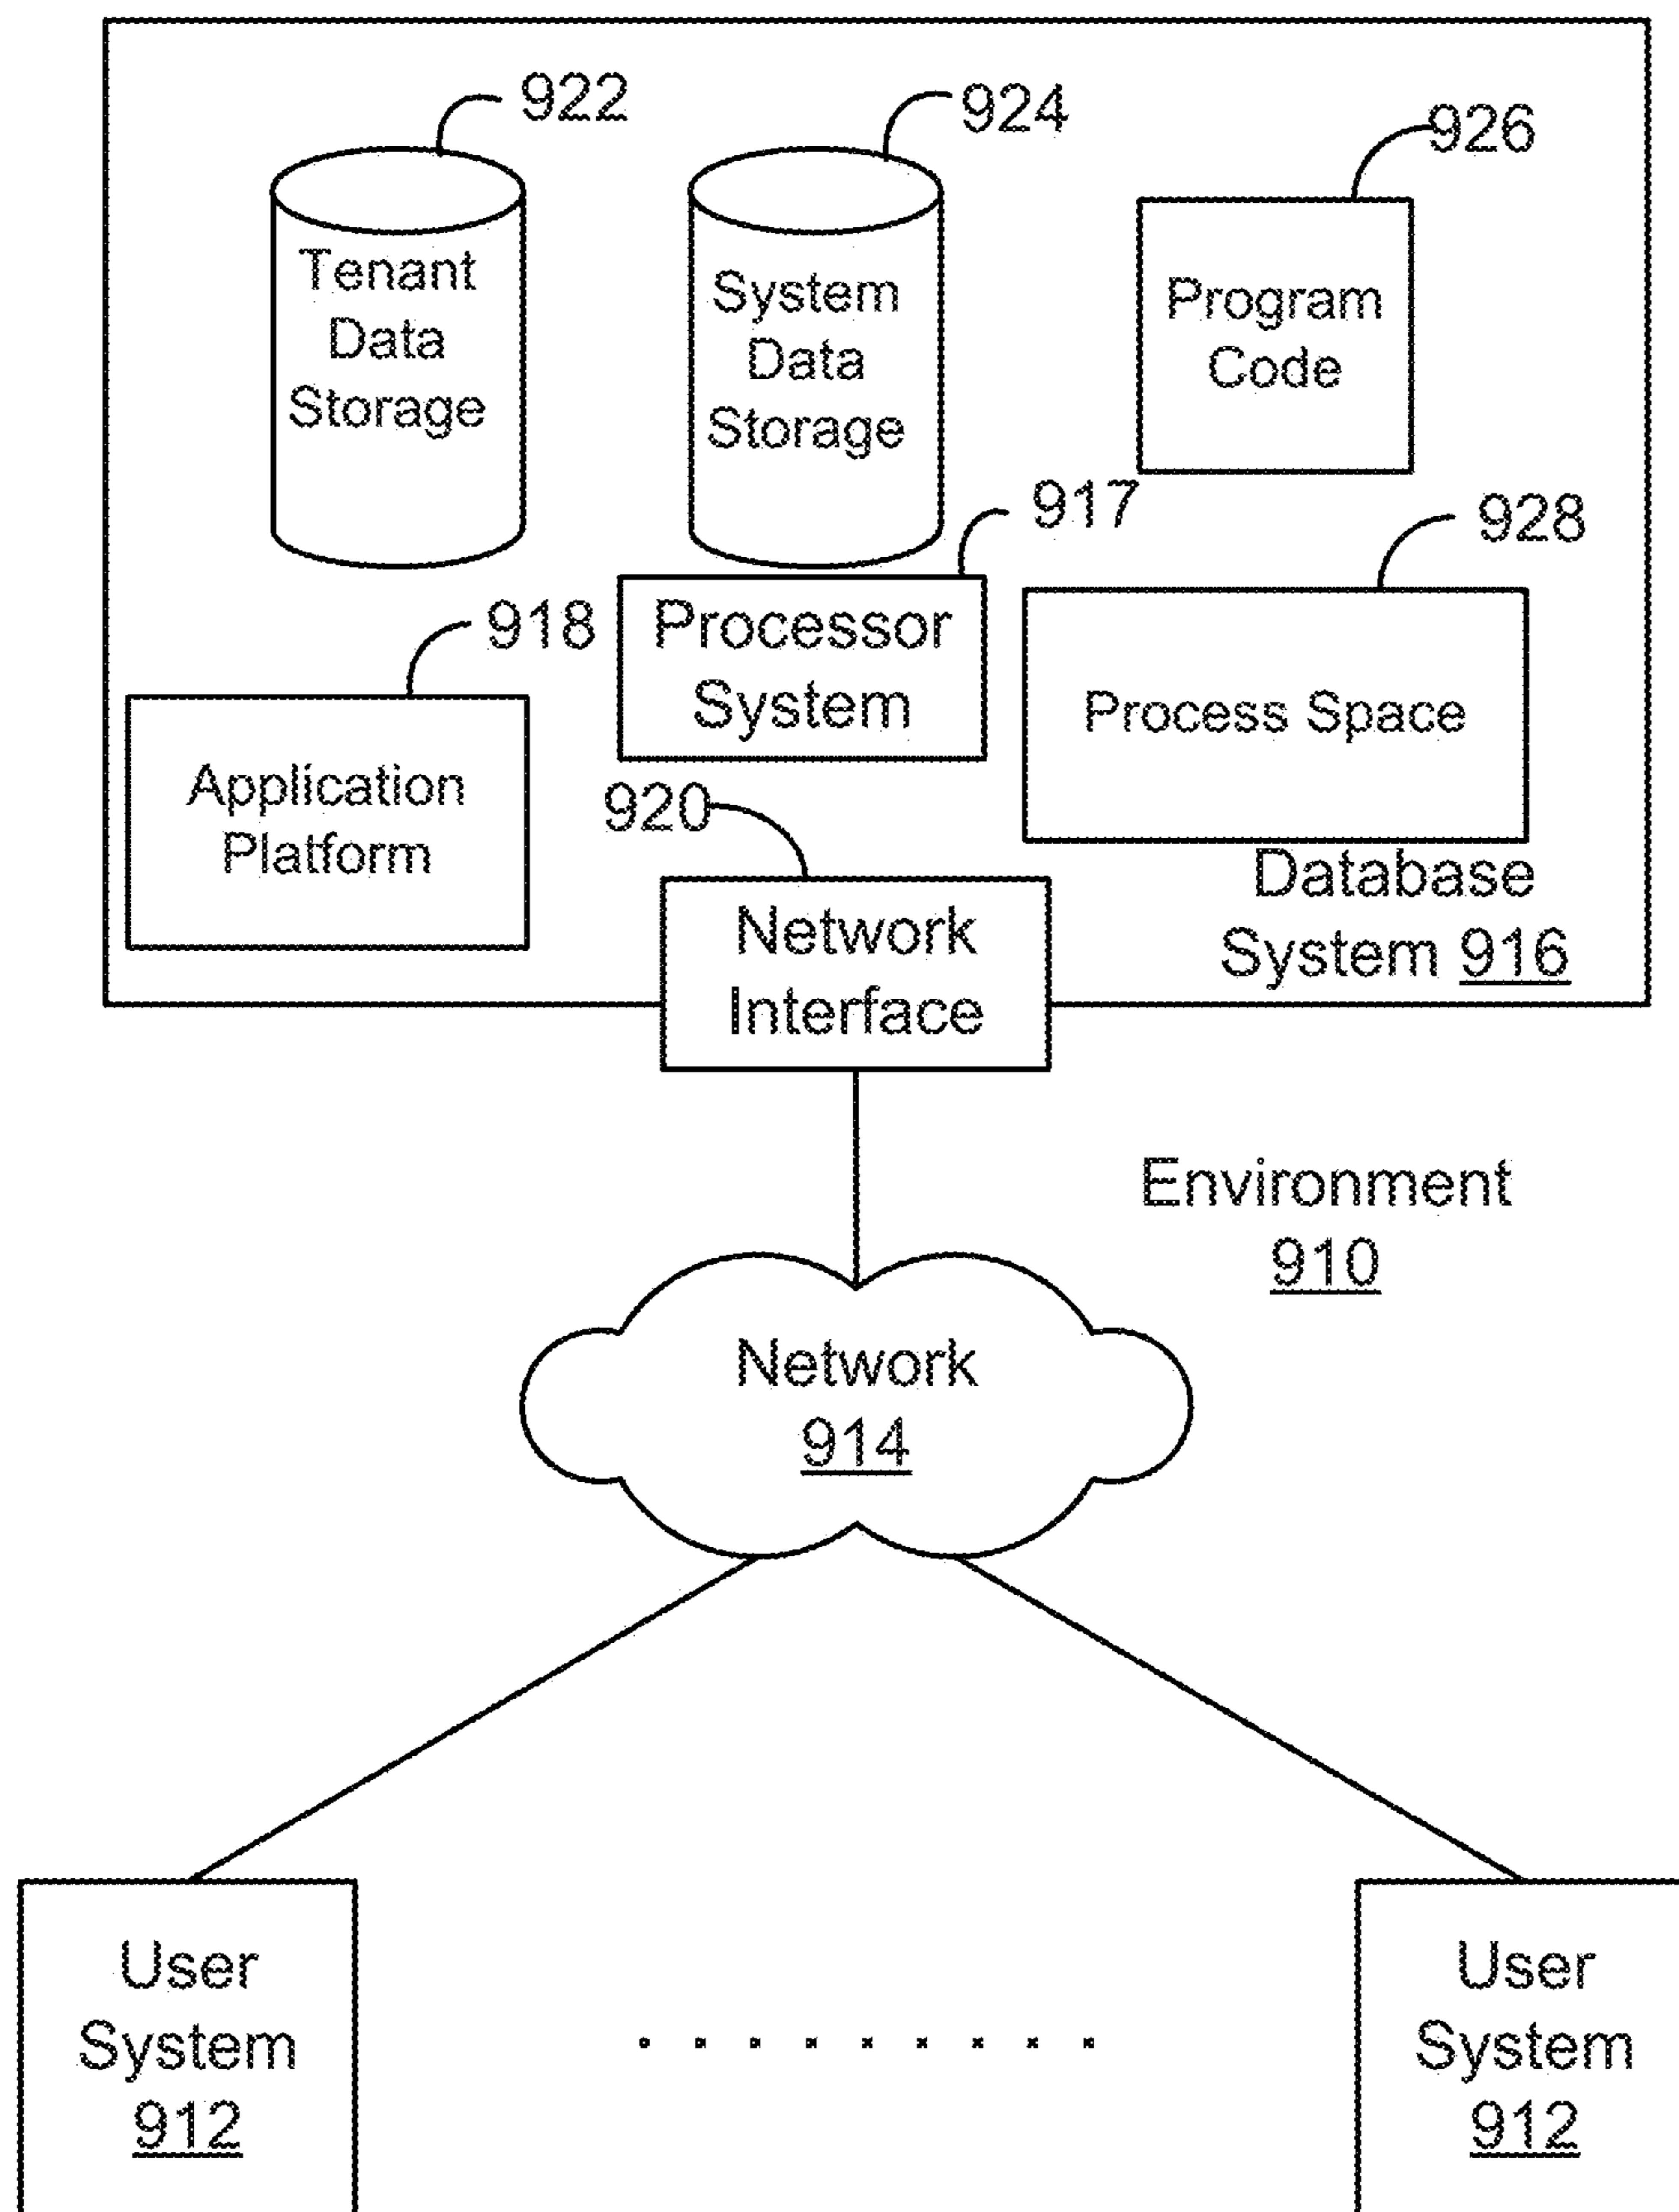 922
924
926
Tenant
Data
Storage
System
Data
Storage
Program
Code
917
928
918
Processor
System
Process Space
Application
Platform
920
Database
System 916
Network
Interface
Environment
910
Network
914
User
System
912
. . . . . . . . .
User
System
912